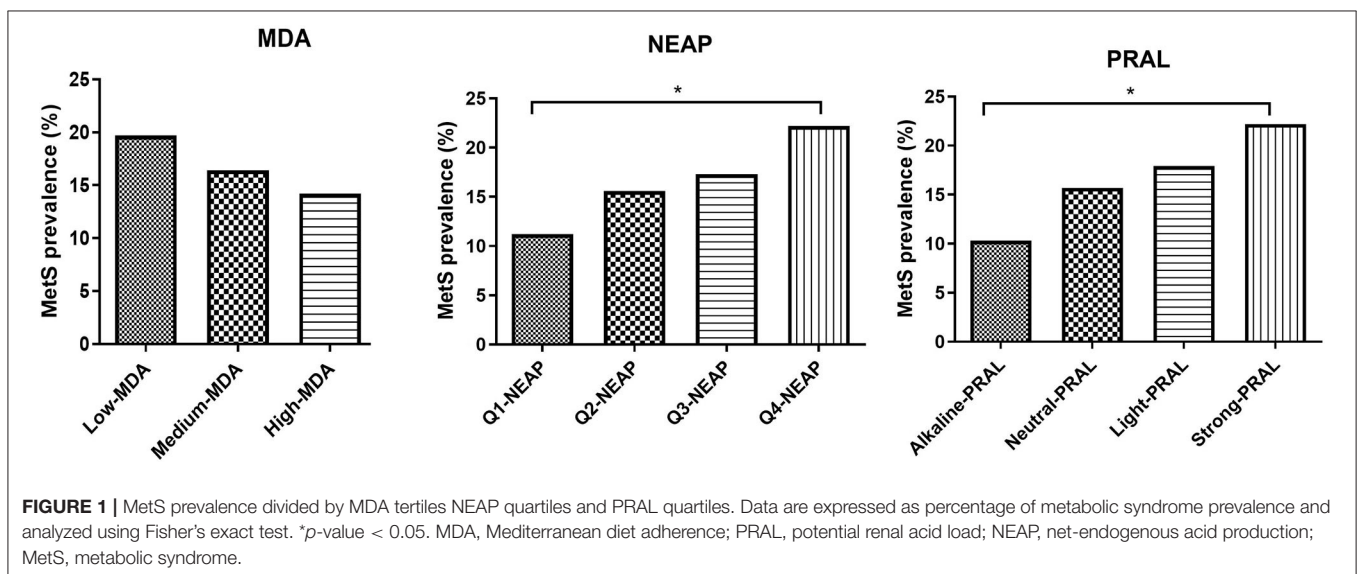 MDA
MetS prevalence (%)
25
20
15
10
5
0
Low-MDA
Medium-MDA
High-MDA
NEAP
*
MetS prevalence (%)
25
20
15
10
5
0
Q1-NEAP
Q2-NEAP
Q3-NEAP
Q4-NEAP
PRAL
*
MetS prevalence (%)
25
20
15
10
5
0
Alkaline-PRAL
Neutral-PRAL
Light-PRAL
Strong-PRAL
FIGURE 1 | MetS prevalence divided by MDA tertiles NEAP quartiles and PRAL quartiles. Data are expressed as percentage of metabolic syndrome prevalence and
analyzed using Fisher's exact test. *p-value < 0.05. MDA, Mediterranean diet adherence; PRAL, potential renal acid load; NEAP, net-endogenous acid production;
MetS, metabolic syndrome.